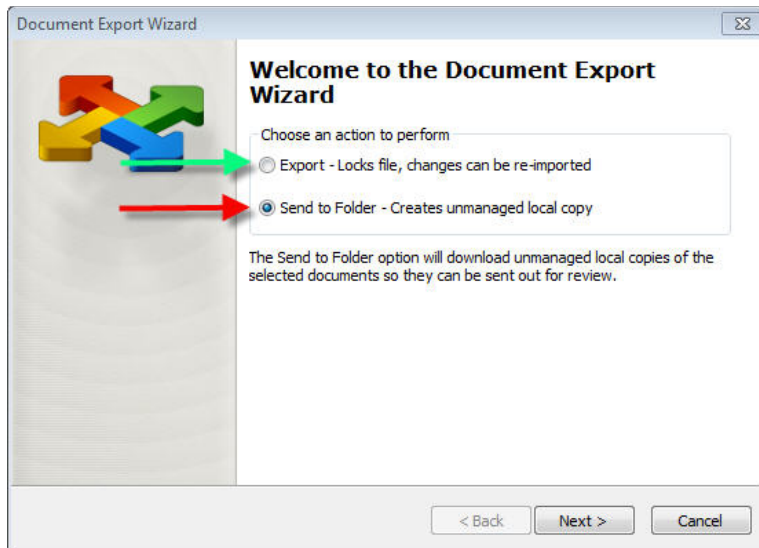 Document Export Wizard
Welcome to the Document Export
Wizard
Choose an action to perform
Export - Locks file, changes can be re-imported
Send to Folder - Creates unmanaged local copy
The Send to Folder option will download unmanaged local copies of the
selected documents so they can be sent out for review.
< Back
Next >
Cancel